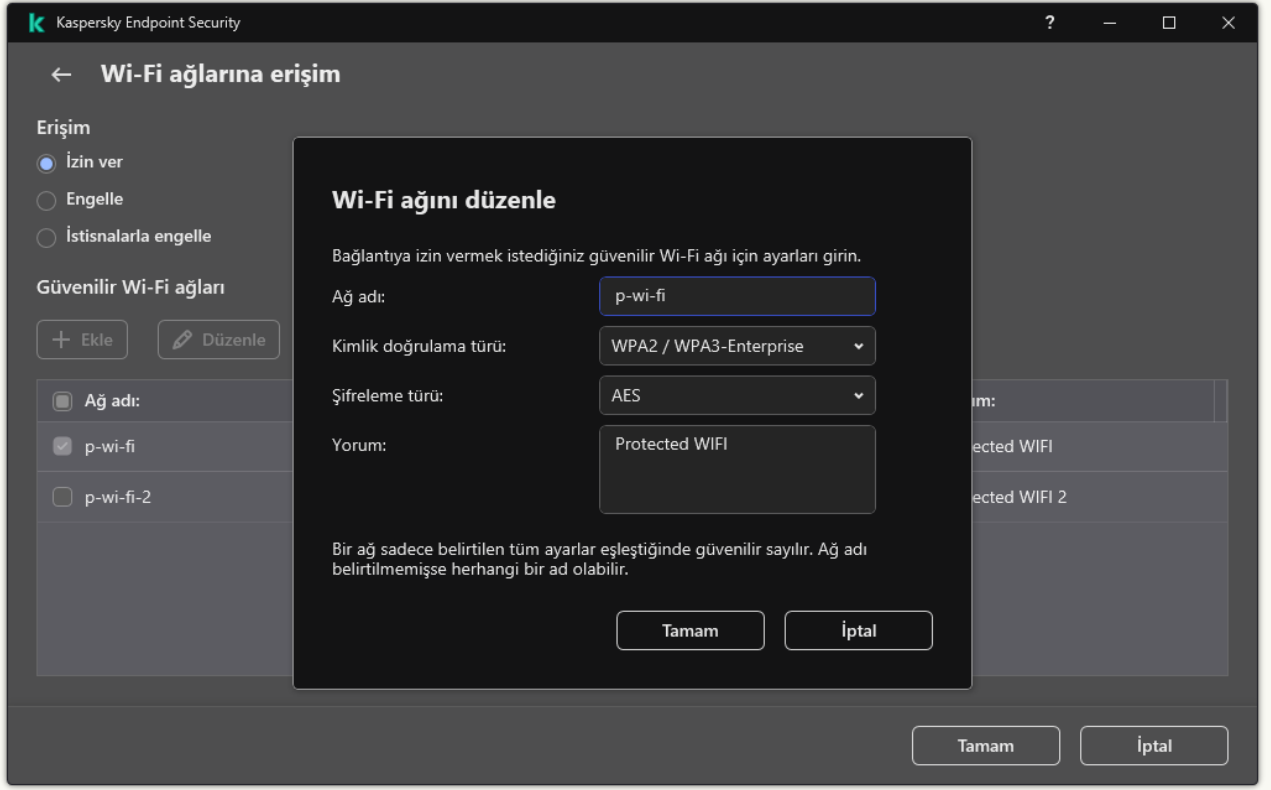 Kaspersky Endpoint Security
?
Wi-Fi ağlarına erişim
Erişim
İzin ver
Engelle
İstisnalarla engelle
Güvenilir Wi-Fi ağları
Ekle
Düzenle
Ağ adı:
p-wi-fi
p-wi-fi-2
Wi-Fi ağını düzenle
Bağlantıya izin vermek istediğiniz güvenilir Wi-Fi ağı için ayarları girin.
Ağ adı: p-wi-fi
Kimlik doğrulama türü: WPA2 / WPA3-Enterprise
Şifreleme türü: AES
Yorum: Protected WIFI
Bir ağ sadece belirtilen tüm ayarlar eşleştiğinde güvenilir sayılır. Ağ adı
belirtilmemişse herhangi bir ad olabilir.
Tamam İptal
WIFI
WIFI 2
Tamam İptal